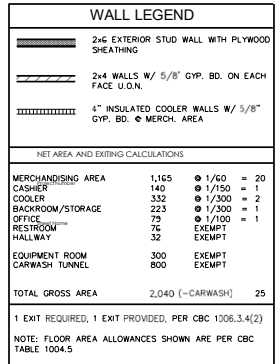 WALL LEGEND
2x6 EXTERIOR STUD WALL WITH PLYWOOD
SHEATHING
2x4 WALLS W/ 5/8" GYP. BD. ON EACH
FACE U.O.N.
4" INSULATED COOLER WALLS W/ 5/8"
GYP. BD. @ MERCH. AREA
NET AREA AND EXITING CALCULATIONS
MERCHANDISING AREA 1,165 @ 1/60 = 20
CASHIER 140 @ 1/150 = 1
COOLER 332 @ 1/300 = 2
BACKROOM/STORAGE 223 @ 1/300 = 1
OFFICE 79 @ 1/100 = 1
RESTROOM 76 EXEMPT
HALLWAY 32 EXEMPT
EQUIPMENT ROOM 300 EXEMPT
CARWASH TUNNEL 800 EXEMPT
TOTAL GROSS AREA 2,040 (-CARWASH) 25
1 EXIT REQUIRED, 1 EXIT PROVIDED, PER CBC 1006.3.4(2)
NOTE: FLOOR AREA ALLOWANCES SHOWN ARE PER CBC
TABLE 1004.5